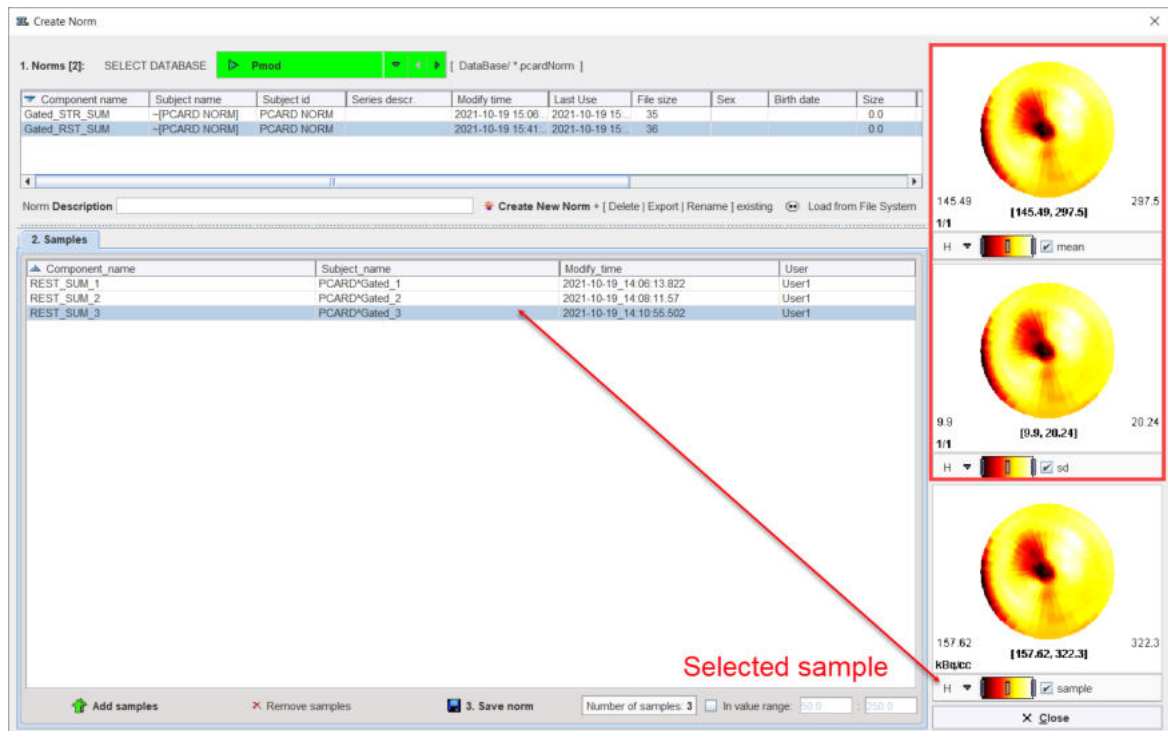 Create Norm
1. Norms [2]: SELECT DATABASE Pmod [ DataBase/ *.pcardNorm ]
Component name Subject name Subject id Series descr. Modify time Last Use File size Sex Birth date Size
Gated_STR_SUM ~[PCARD NORM] PCARD NORM 2021-10-19 15:06.. 2021-10-19 15:.. 35 0.0
Gated_RST_SUM ~[PCARD NORM] PCARD NORM 2021-10-19 15:41:.. 2021-10-19 15:.. 36 0.0
Norm Description Create New Norm + [ Delete | Export | Rename ] existing Load from File System
2. Samples
Component_name Subject_name Modify_time User
REST_SUM_1 PCARD^Gated_1 2021-10-19_14:06:13.822 User1
REST_SUM_2 PCARD^Gated_2 2021-10-19_14:08:11.57 User1
REST_SUM_3 PCARD^Gated_3 2021-10-19_14:10:55.502 User1
Selected sample
Add samples Remove samples 3. Save norm Number of samples: 3 In value range: 50.0 : 250.0
145.49 [145.49, 297.5] 297.5
1/1
H mean
9.9 [9.9, 20.24] 20.24
1/1
H sd
157.62 [157.62, 322.3] 322.3
kBq/cc
H sample
Close